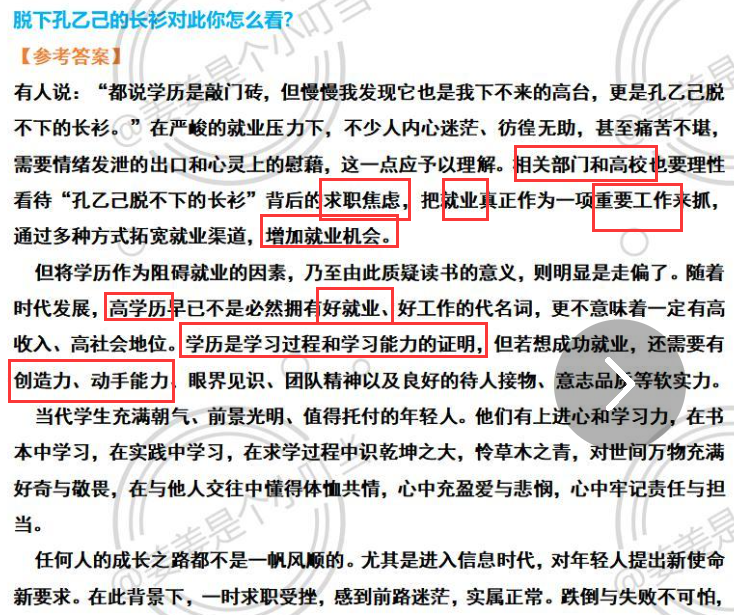 脱下孔乙己的长衫对此你怎么看?
【参考答案】
有人说：“都说学历是敲门砖，但慢慢我发现它也是我下不来的高台，更是孔乙己脱
不下的长衫。”在严峻的就业压力下，不少人内心迷茫、彷徨无助，甚至痛苦不堪，
需要情绪发泄的出口和心灵上的慰藉，这一点应予以理解。相关部门和高校也要理性
看待“孔乙己脱不下的长衫”背后的求职焦虑，把就业真正作为一项重要工作来抓，
通过多种方式拓宽就业渠道，增加就业机会。
但将学历作为阻碍就业的因素，乃至由此质疑读书的意义，则明显是走偏了。随着
时代发展，高学历早已不是必然拥有好就业、好工作的代名词，更不意味着一定有高
收入、高社会地位。学历是学习过程和学习能力的证明，但若想成功就业，还需要有
创造力、动手能力、眼界见识、团队精神以及良好的待人接物、意志品质等软实力。
当代学生充满朝气、前景光明、值得托付的年轻人。他们有上进心和学习力，在书
本中学习，在实践中学习，在求学过程中识乾坤之大，怜草木之青，对世间万物充满
好奇与敬畏，在与他人交往中懂得体恤共情，心中充盈爱与悲悯，心中牢记责任与担
当。
任何人的成长之路都不是一帆风顺的。尤其是进入信息时代，对年轻人提出新使命
新要求。在此背景下，一时求职受挫，感到前路迷茫，实属正常。跌倒与失败不可怕，
@姜姜是个小叮当